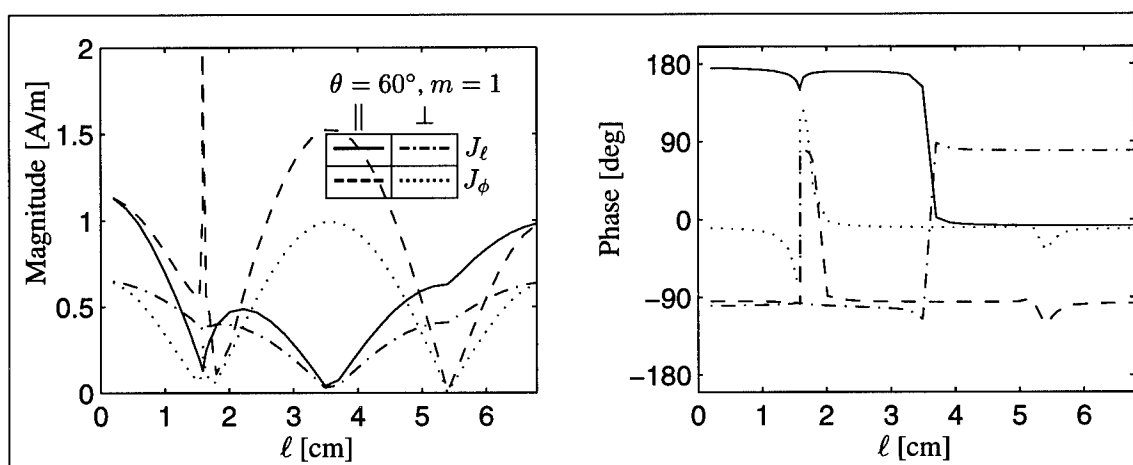 2
1.5
1
0.5
0
Magnitude [A/m]
θ = 60°, m = 1
∥ ⊥
J_ℓ
J_ϕ
0 1 2 3 4 5 6
ℓ [cm]
180
90
0
−90
−180
Phase [deg]
0 1 2 3 4 5 6
ℓ [cm]